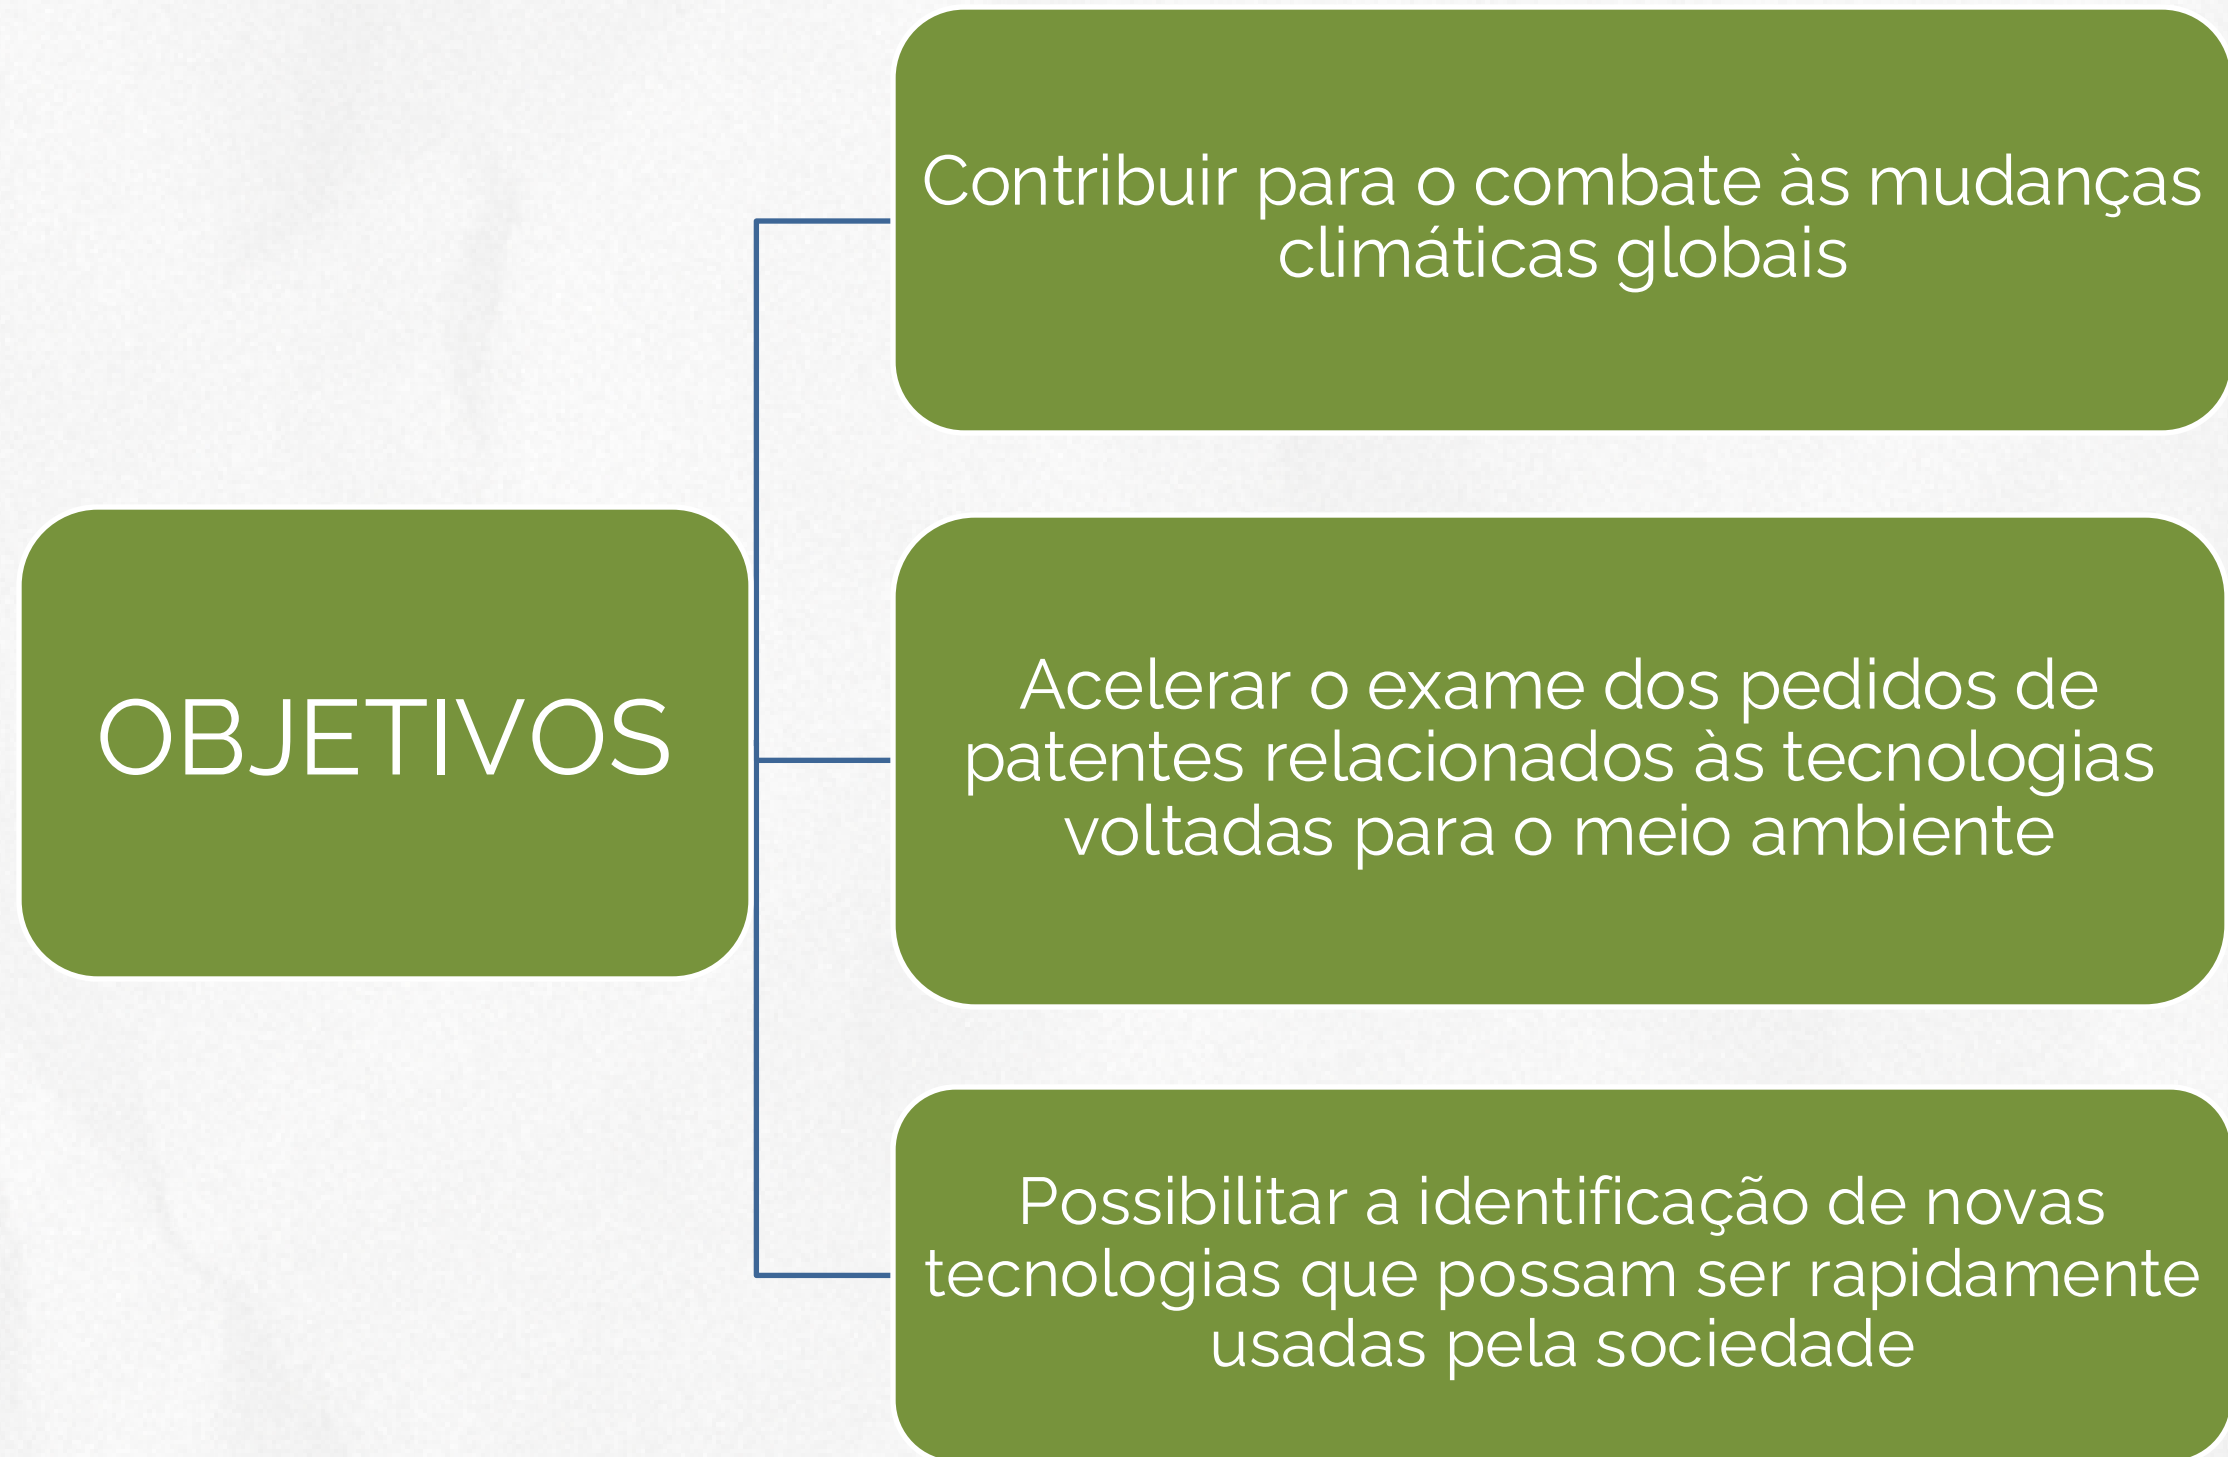 OBJETIVOS
Contribuir para o combate às mudanças
climáticas globais
Acelerar o exame dos pedidos de
patentes relacionados às tecnologias
voltadas para o meio ambiente
Possibilitar a identificação de novas
tecnologias que possam ser rapidamente
usadas pela sociedade